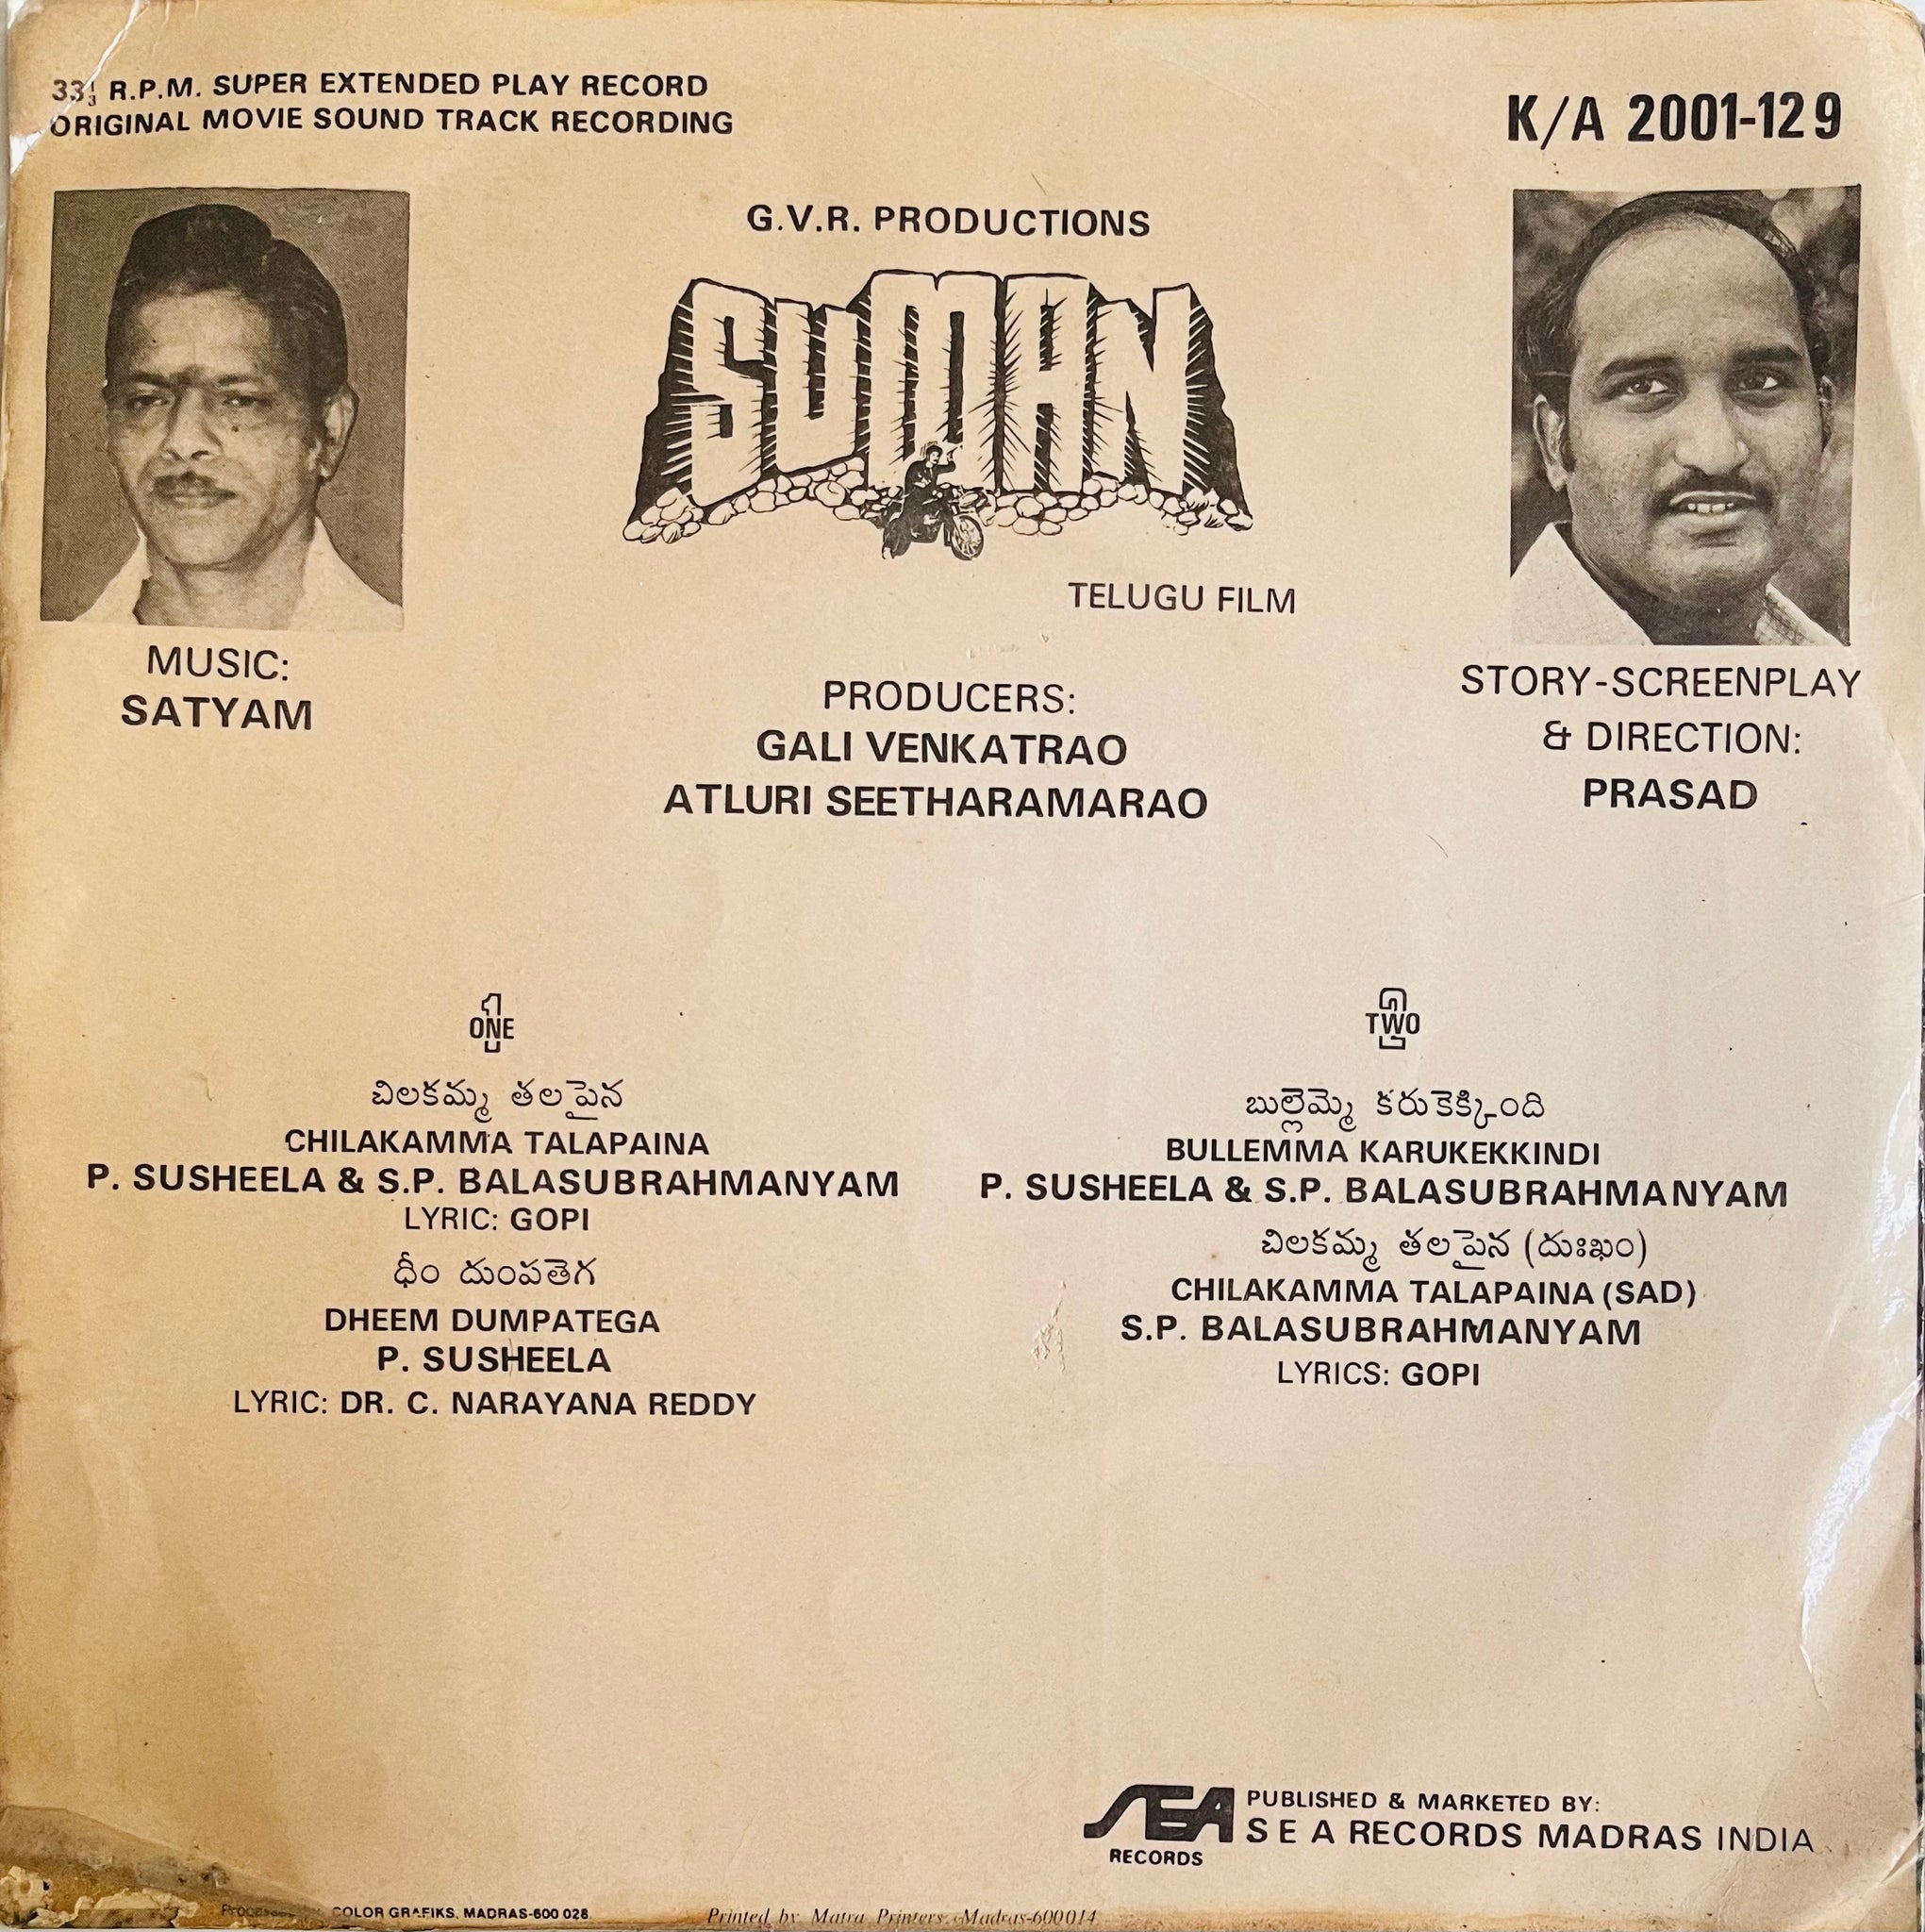 33⅓ R.P.M. SUPER EXTENDED PLAY RECORD
ORIGINAL MOVIE SOUND TRACK RECORDING
K/A 2001-129
G.V.R. PRODUCTIONS
SUMAN
TELUGU FILM
MUSIC:
SATYAM
PRODUCERS:
GALI VENKATRAO
ATLURI SEETHARAMARAO
STORY-SCREENPLAY
& DIRECTION:
PRASAD
1
ONE
చిలకమ్మ తలపైన
CHILAKAMMA TALAPAINA
P. SUSHEELA & S.P. BALASUBRAHMANYAM
LYRIC: GOPI
ధీం దుంపతెగ
DHEEM DUMPATEGA
P. SUSHEELA
LYRIC: DR. C. NARAYANA REDDY
2
TWO
బుల్లెమ్మె కరుకెక్కింది
BULLEMMA KARUKEKKINDI
P. SUSHEELA & S.P. BALASUBRAHMANYAM
చిలకమ్మ తలపైన (దుఃఖం)
CHILAKAMMA TALAPAINA (SAD)
S.P. BALASUBRAHMANYAM
LYRICS: GOPI
SEA
RECORDS
PUBLISHED & MARKETED BY:
S E A RECORDS MADRAS INDIA
COLOR GRAFIKS, MADRAS-600 028
Printed by Matra Printers, Madras-600014